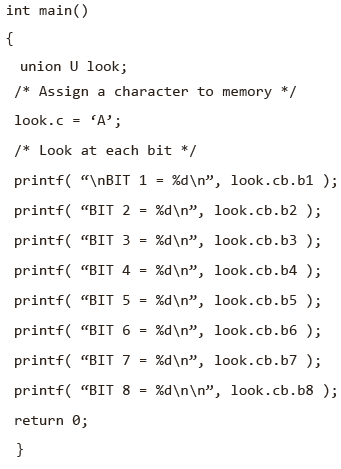 int main()
{
union U look;
/* Assign a character to memory */
look.c = ‘A’;
/* Look at each bit */
printf( “\nBIT 1 = %d\n”, look.cb.b1 );
printf( “BIT 2 = %d\n”, look.cb.b2 );
printf( “BIT 3 = %d\n”, look.cb.b3 );
printf( “BIT 4 = %d\n”, look.cb.b4 );
printf( “BIT 5 = %d\n”, look.cb.b5 );
printf( “BIT 6 = %d\n”, look.cb.b6 );
printf( “BIT 7 = %d\n”, look.cb.b7 );
printf( “BIT 8 = %d\n\n”, look.cb.b8 );
return 0;
}